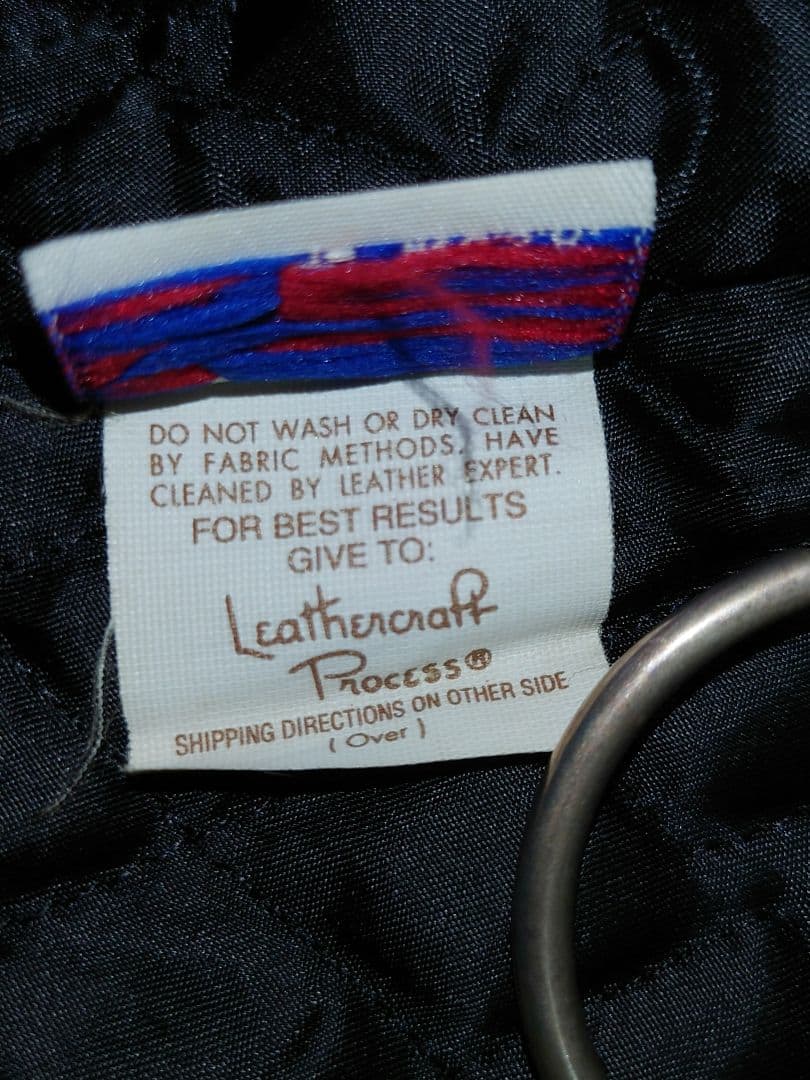 DO NOT WASH OR DRY CLEAN
BY FABRIC METHODS. HAVE
CLEANED BY LEATHER EXPERT.
FOR BEST RESULTS
GIVE TO:
Leathercraft
Process®
SHIPPING DIRECTIONS ON OTHER SIDE
(Over)